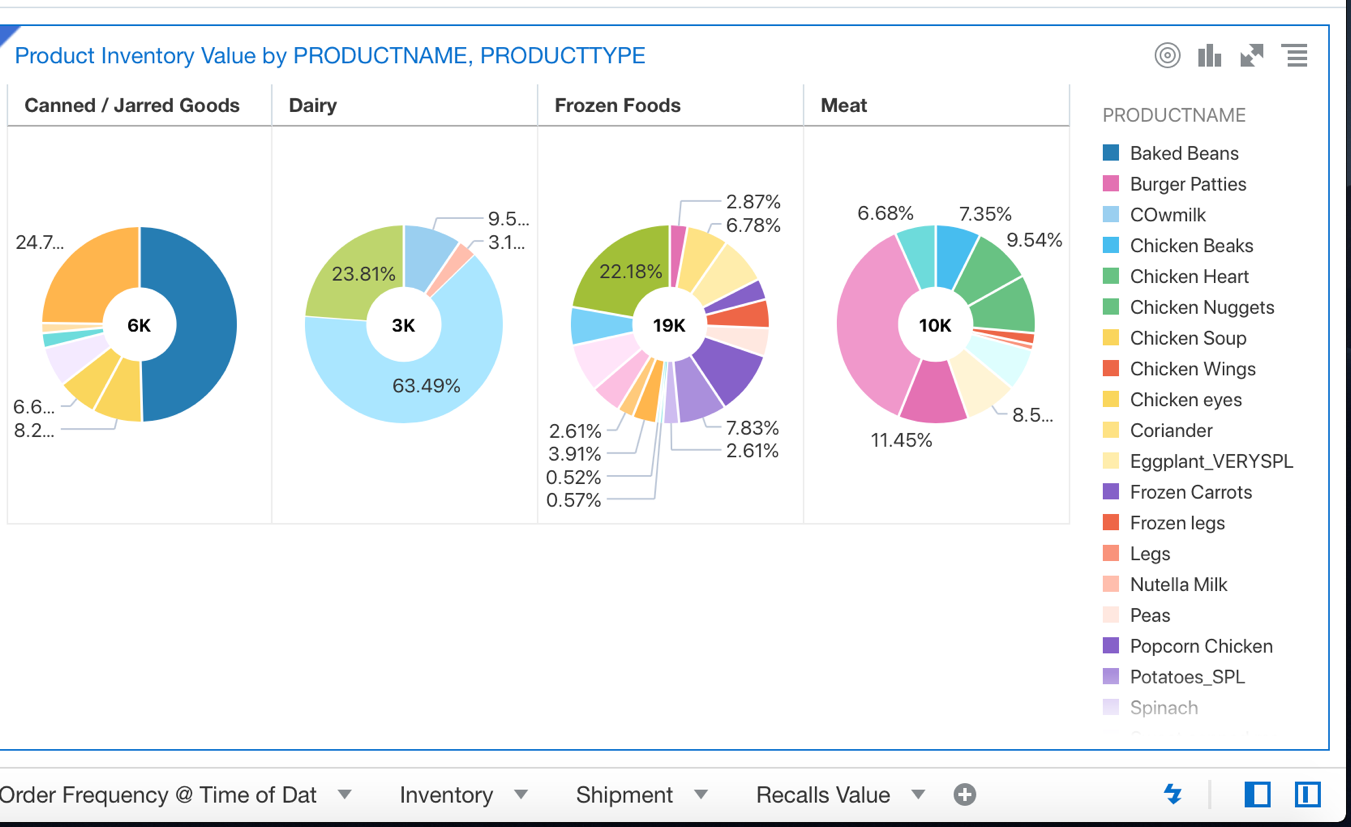 Product Inventory Value by PRODUCTNAME, PRODUCTTYPE
Canned / Jarred Goods
Dairy
Frozen Foods
Meat
24.7...
6K
6.6...
8.2...
9.5...
3.1...
23.81%
3K
63.49%
2.87%
6.78%
22.18%
19K
2.61%
3.91%
0.52%
0.57%
7.83%
2.61%
6.68%
7.35%
9.54%
10K
8.5...
11.45%
PRODUCTNAME
Baked Beans
Burger Patties
COwmilk
Chicken Beaks
Chicken Heart
Chicken Nuggets
Chicken Soup
Chicken Wings
Chicken eyes
Coriander
Eggplant_VERYSPL
Frozen Carrots
Frozen legs
Legs
Nutella Milk
Peas
Popcorn Chicken
Potatoes_SPL
Spinach
Order Frequency @ Time of Dat
Inventory
Shipment
Recalls Value